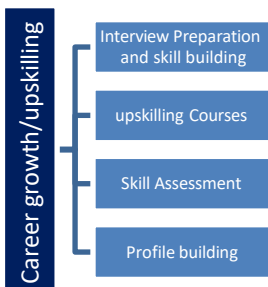 Career growth/upskilling
Interview Preparation
and skill building
upskilling Courses
Skill Assessment
Profile building